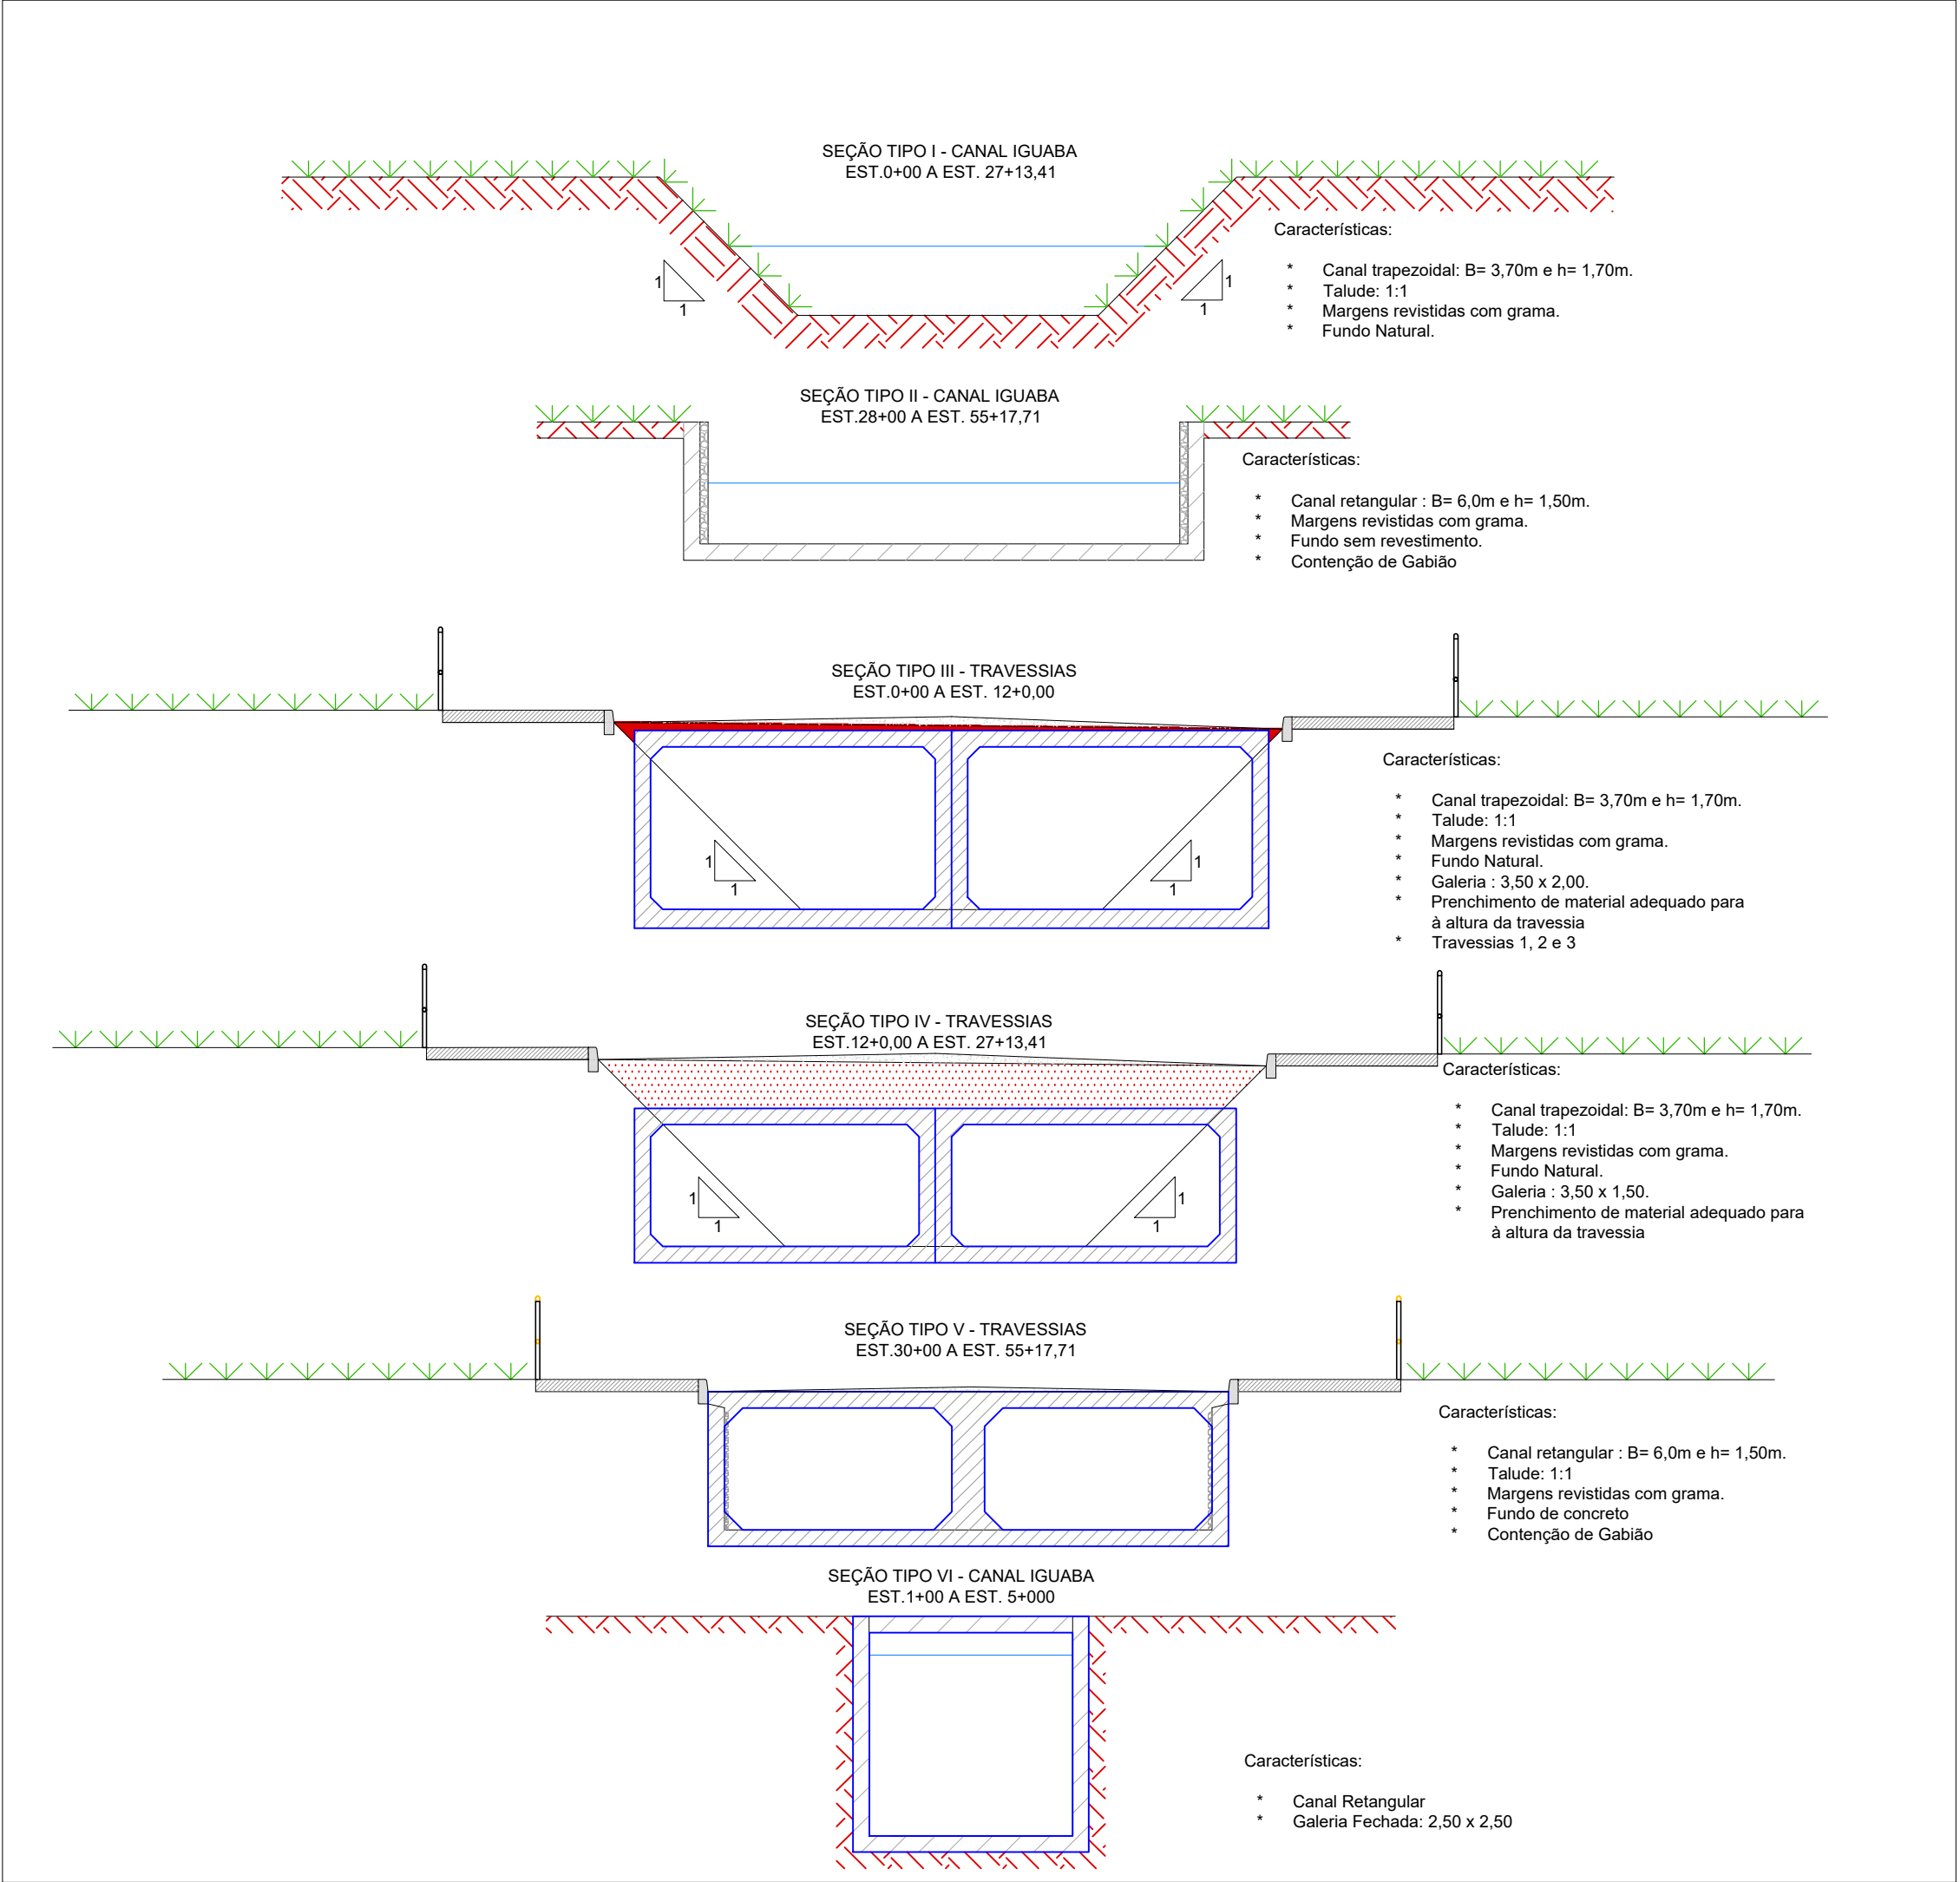 SEÇÃO TIPO I - CANAL IGUABA
EST.0+00 A EST. 27+13,41
Características:
* Canal trapezoidal: B= 3,70m e h= 1,70m.
* Talude: 1:1
* Margens revistidas com grama.
* Fundo Natural.
1
1
1
1
SEÇÃO TIPO II - CANAL IGUABA
EST.28+00 A EST. 55+17,71
Características:
* Canal retangular : B= 6,0m e h= 1,50m.
* Margens revistidas com grama.
* Fundo sem revestimento.
* Contenção de Gabião
SEÇÃO TIPO III - TRAVESSIAS
EST.0+00 A EST. 12+0,00
Características:
* Canal trapezoidal: B= 3,70m e h= 1,70m.
* Talude: 1:1
* Margens revistidas com grama.
* Fundo Natural.
* Galeria : 3,50 x 2,00.
* Prenchimento de material adequado para
à altura da travessia
* Travessias 1, 2 e 3
1
1
1
1
SEÇÃO TIPO IV - TRAVESSIAS
EST.12+0,00 A EST. 27+13,41
Características:
* Canal trapezoidal: B= 3,70m e h= 1,70m.
* Talude: 1:1
* Margens revistidas com grama.
* Fundo Natural.
* Galeria : 3,50 x 1,50.
* Prenchimento de material adequado para
à altura da travessia
1
1
1
1
SEÇÃO TIPO V - TRAVESSIAS
EST.30+00 A EST. 55+17,71
Características:
* Canal retangular : B= 6,0m e h= 1,50m.
* Talude: 1:1
* Margens revistidas com grama.
* Fundo de concreto
* Contenção de Gabião
SEÇÃO TIPO VI - CANAL IGUABA
EST.1+00 A EST. 5+000
Características:
* Canal Retangular
* Galeria Fechada: 2,50 x 2,50